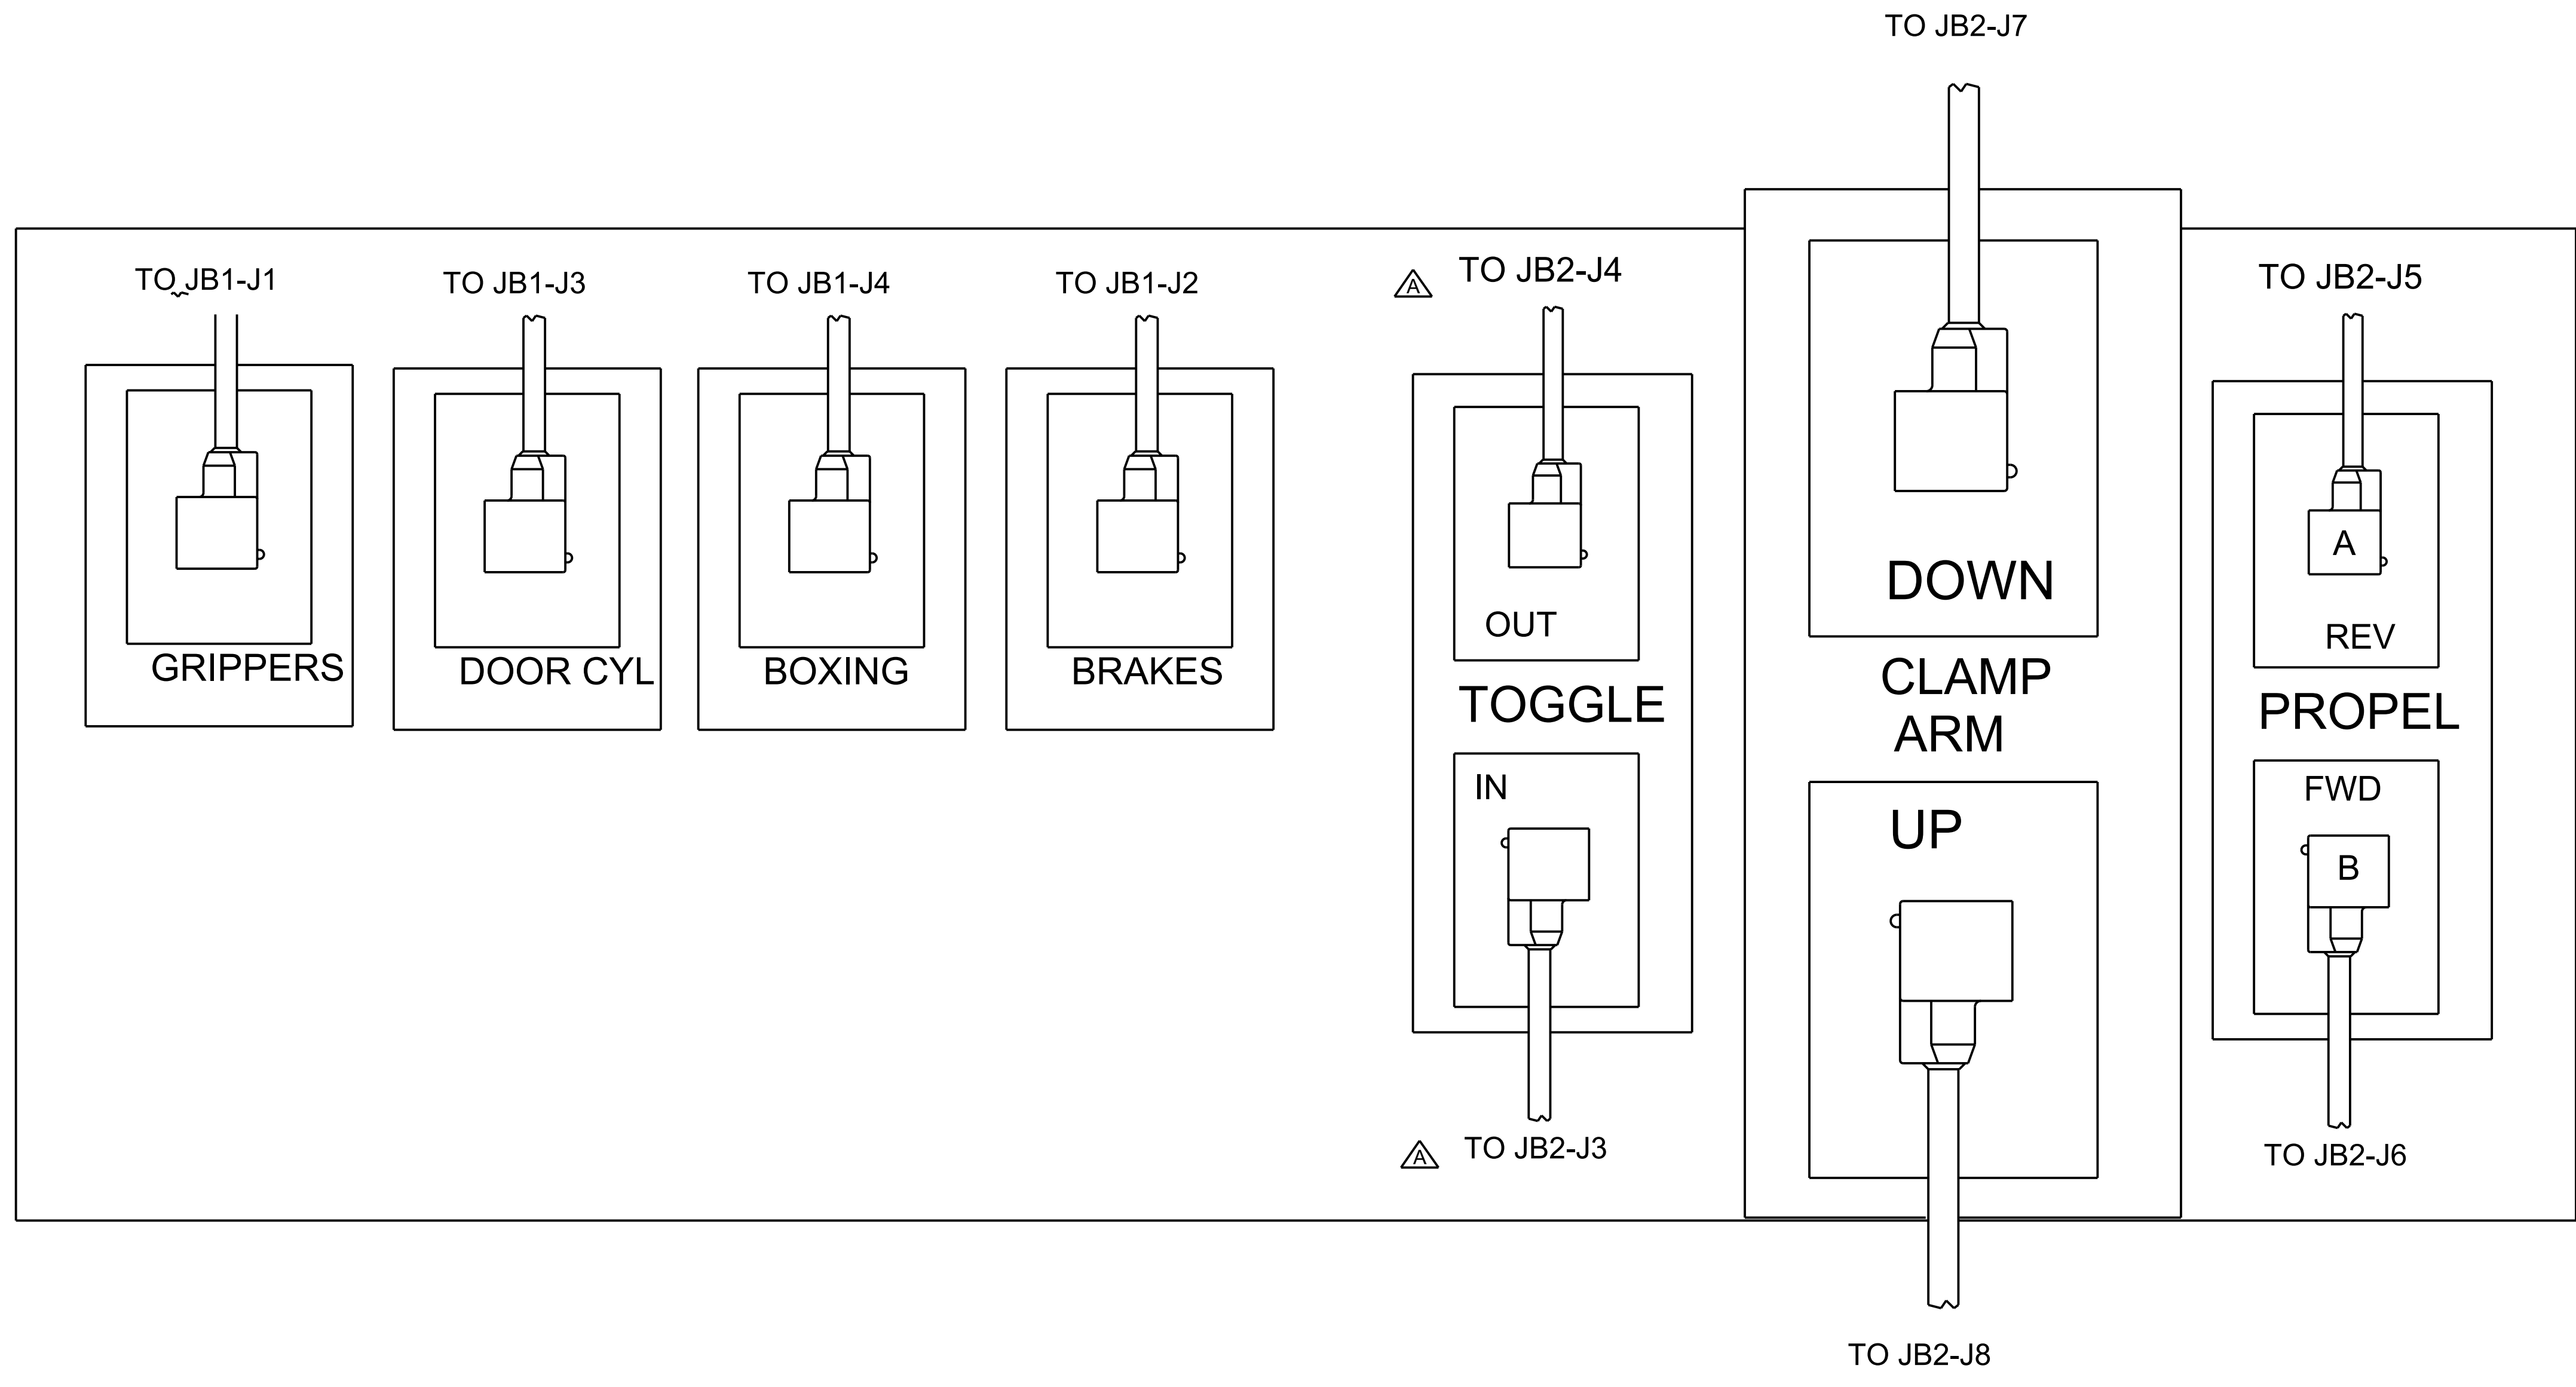 TO JB2-J7
TO JB1-J1
TO JB1-J3
TO JB1-J4
TO JB1-J2
A
TO JB2-J4
TO JB2-J5
GRIPPERS
DOOR CYL
BOXING
BRAKES
OUT
TOGGLE
IN
A
TO JB2-J3
DOWN
CLAMP
ARM
UP
A
REV
PROPEL
FWD
B
TO JB2-J6
TO JB2-J8